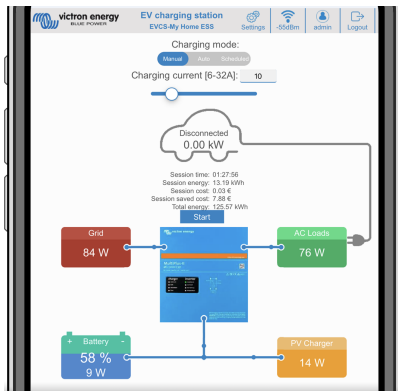 victron energy
BLUE POWER
EV charging station
EVCS-My Home ESS
Settings
-55dBm
admin
Logout
Charging mode:
Manual
Auto
Scheduled
Charging current [6-32A]: 10
Disconnected
0.00 kW
Session time: 01:27:56
Session energy: 13.19 kWh
Session cost: 0.03 €
Session saved cost: 7.88 €
Total energy: 125.57 kWh
Start
Grid
84 W
victron energy
AC Loads
76 W
+ Battery -
58 %
9 W
PV Charger
14 W